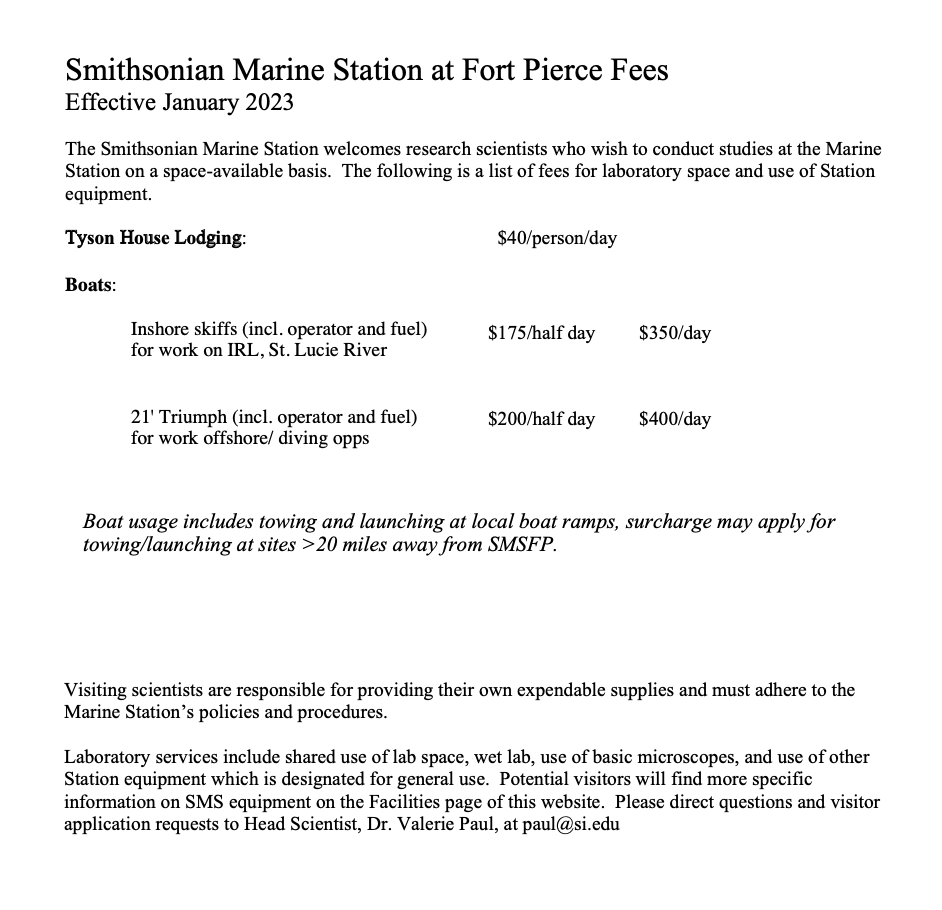 Smithsonian Marine Station at Fort Pierce Fees
Effective January 2023
The Smithsonian Marine Station welcomes research scientists who wish to conduct studies at the Marine
Station on a space-available basis.  The following is a list of fees for laboratory space and use of Station
equipment.
Tyson House Lodging: $40/person/day
Boats:
Inshore skiffs (incl. operator and fuel) $175/half day $350/day
for work on IRL, St. Lucie River
21' Triumph (incl. operator and fuel) $200/half day $400/day
for work offshore/ diving opps
Boat usage includes towing and launching at local boat ramps, surcharge may apply for
towing/launching at sites >20 miles away from SMSFP.
Visiting scientists are responsible for providing their own expendable supplies and must adhere to the
Marine Station’s policies and procedures.
Laboratory services include shared use of lab space, wet lab, use of basic microscopes, and use of other
Station equipment which is designated for general use.  Potential visitors will find more specific
information on SMS equipment on the Facilities page of this website.  Please direct questions and visitor
application requests to Head Scientist, Dr. Valerie Paul, at paul@si.edu